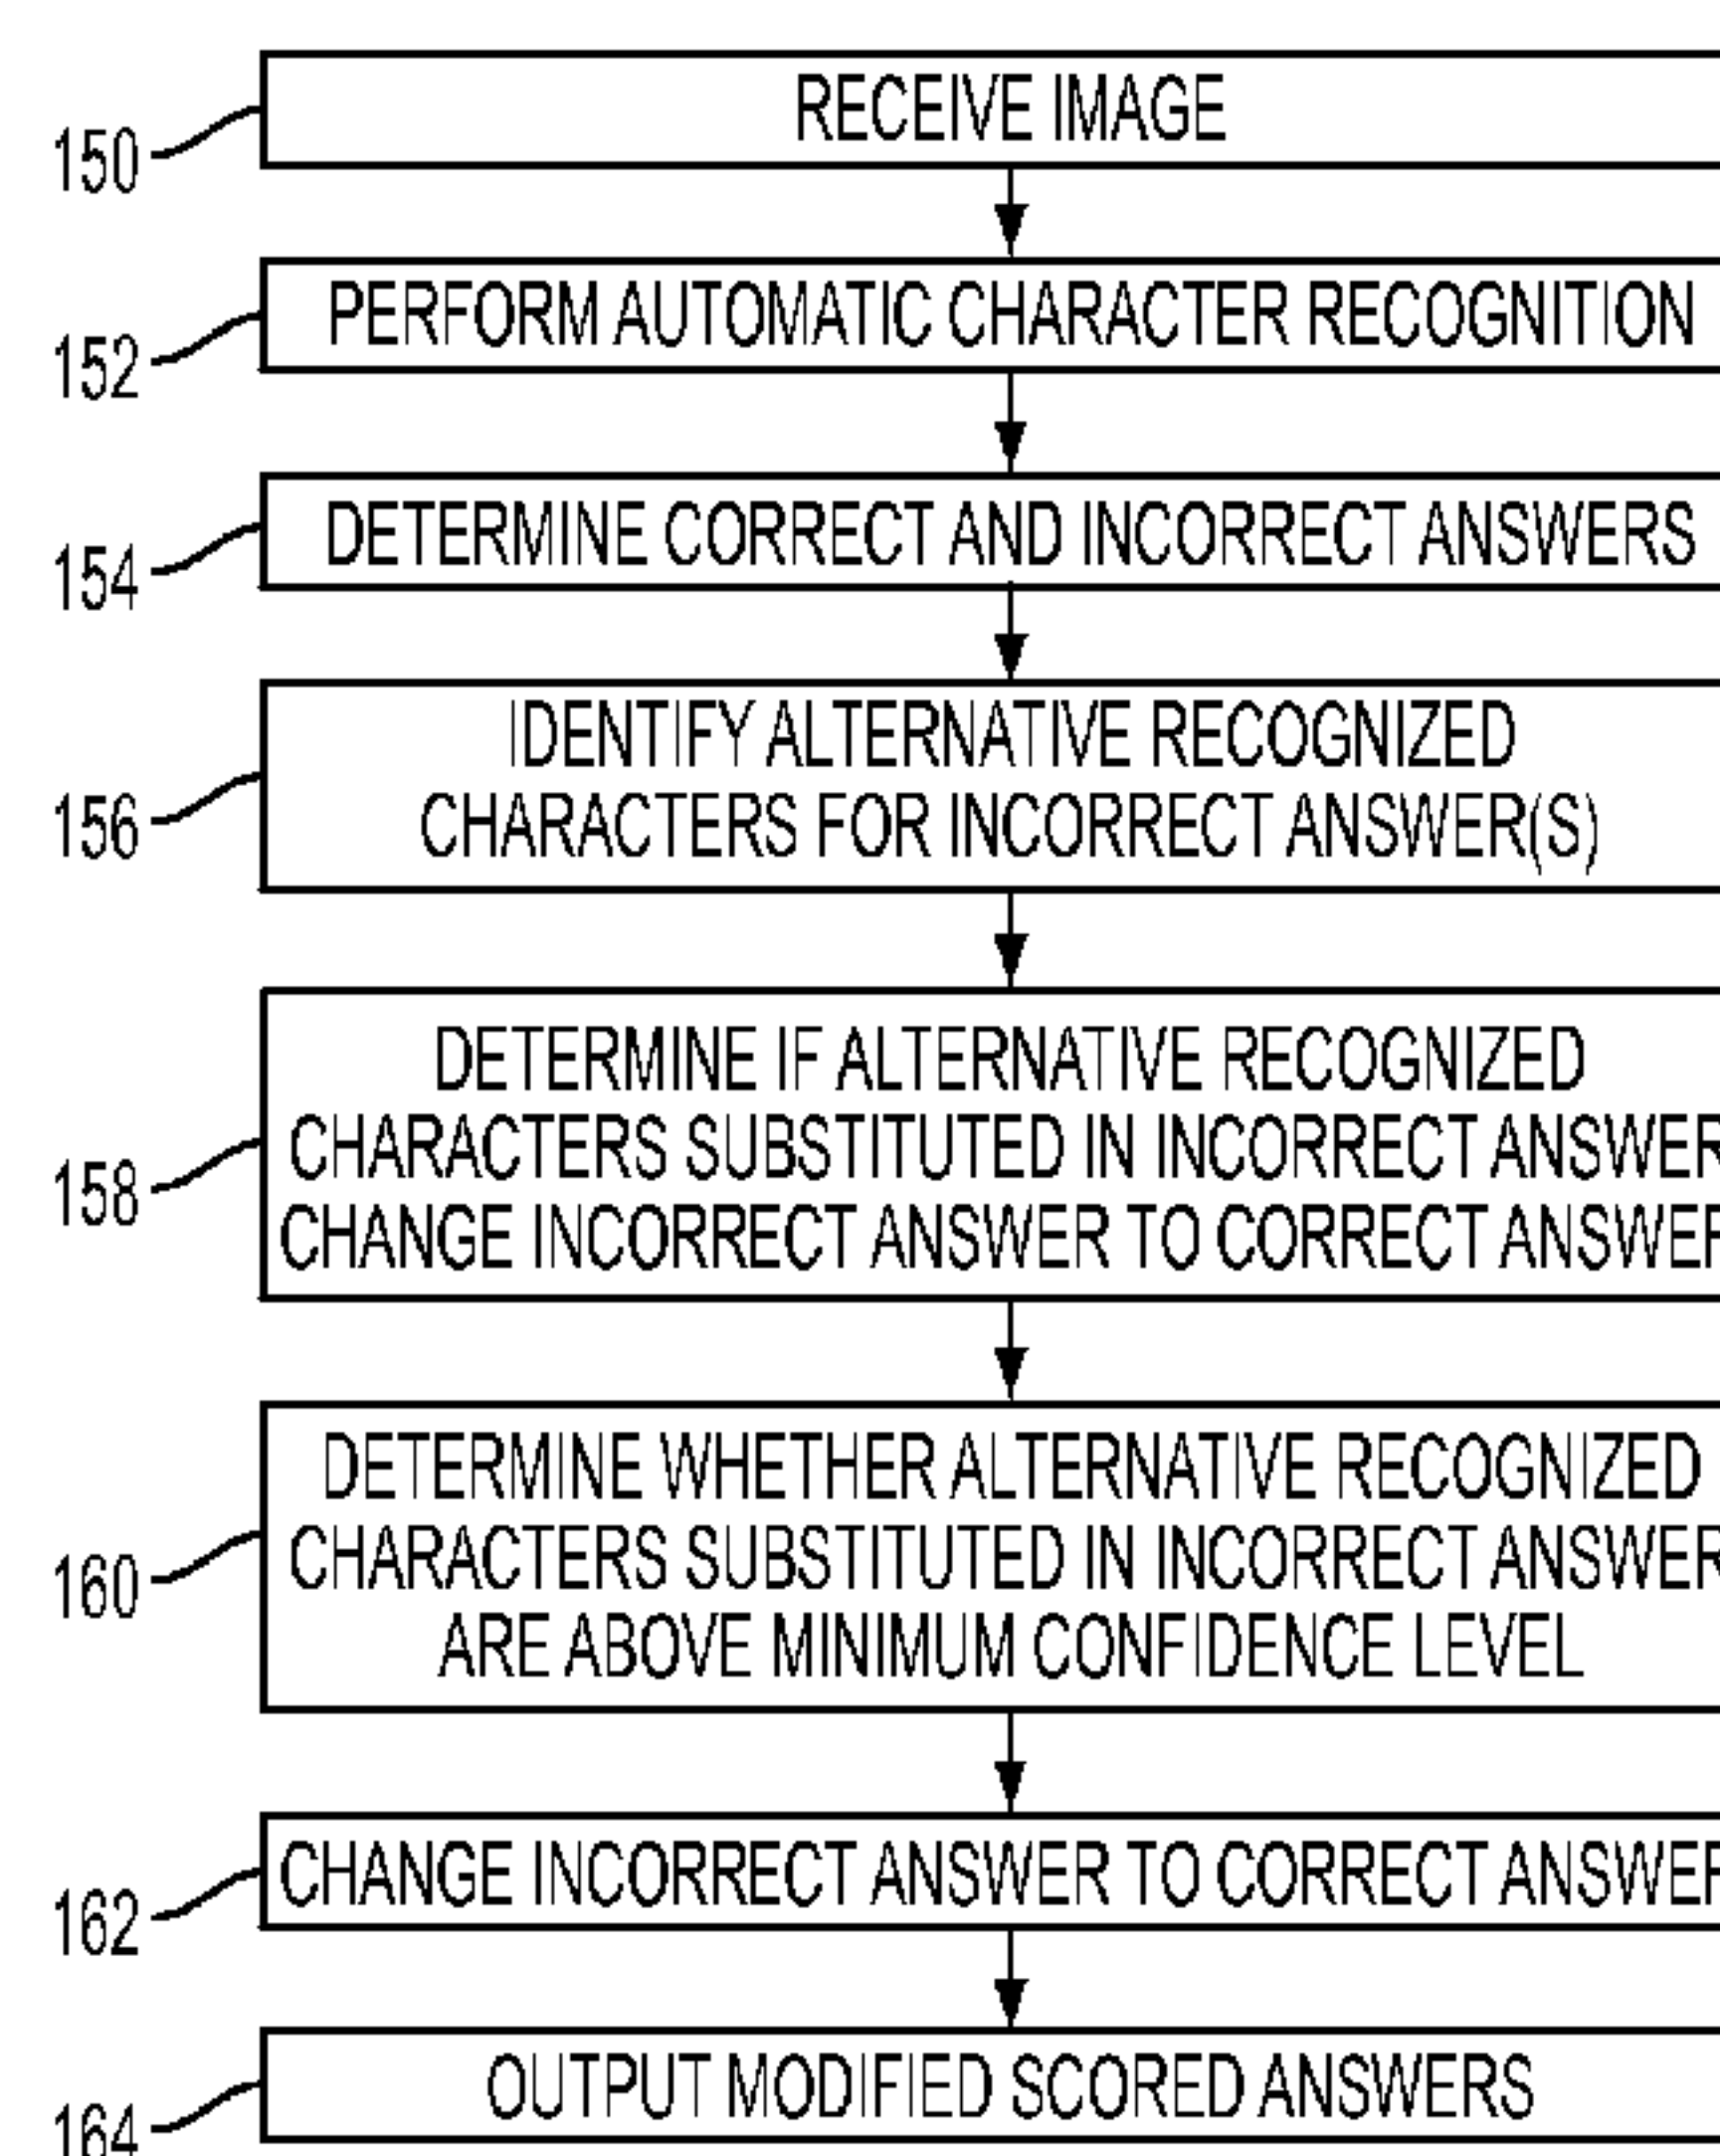 RECEIVE IMAGE
150
PERFORM AUTOMATIC CHARACTER RECOGNITION
152
DETERMINE CORRECT AND INCORRECT ANSWERS
154
IDENTIFY ALTERNATIVE RECOGNIZED
CHARACTERS FOR INCORRECT ANSWER(S)
156
DETERMINE IF ALTERNATIVE RECOGNIZED
CHARACTERS SUBSTITUTED IN INCORRECT ANSWER
CHANGE INCORRECT ANSWER TO CORRECT ANSWER
158
DETERMINE WHETHER ALTERNATIVE RECOGNIZED
CHARACTERS SUBSTITUTED IN INCORRECT ANSWER
ARE ABOVE MINIMUM CONFIDENCE LEVEL
160
CHANGE INCORRECT ANSWER TO CORRECT ANSWER
162
OUTPUT MODIFIED SCORED ANSWERS
164